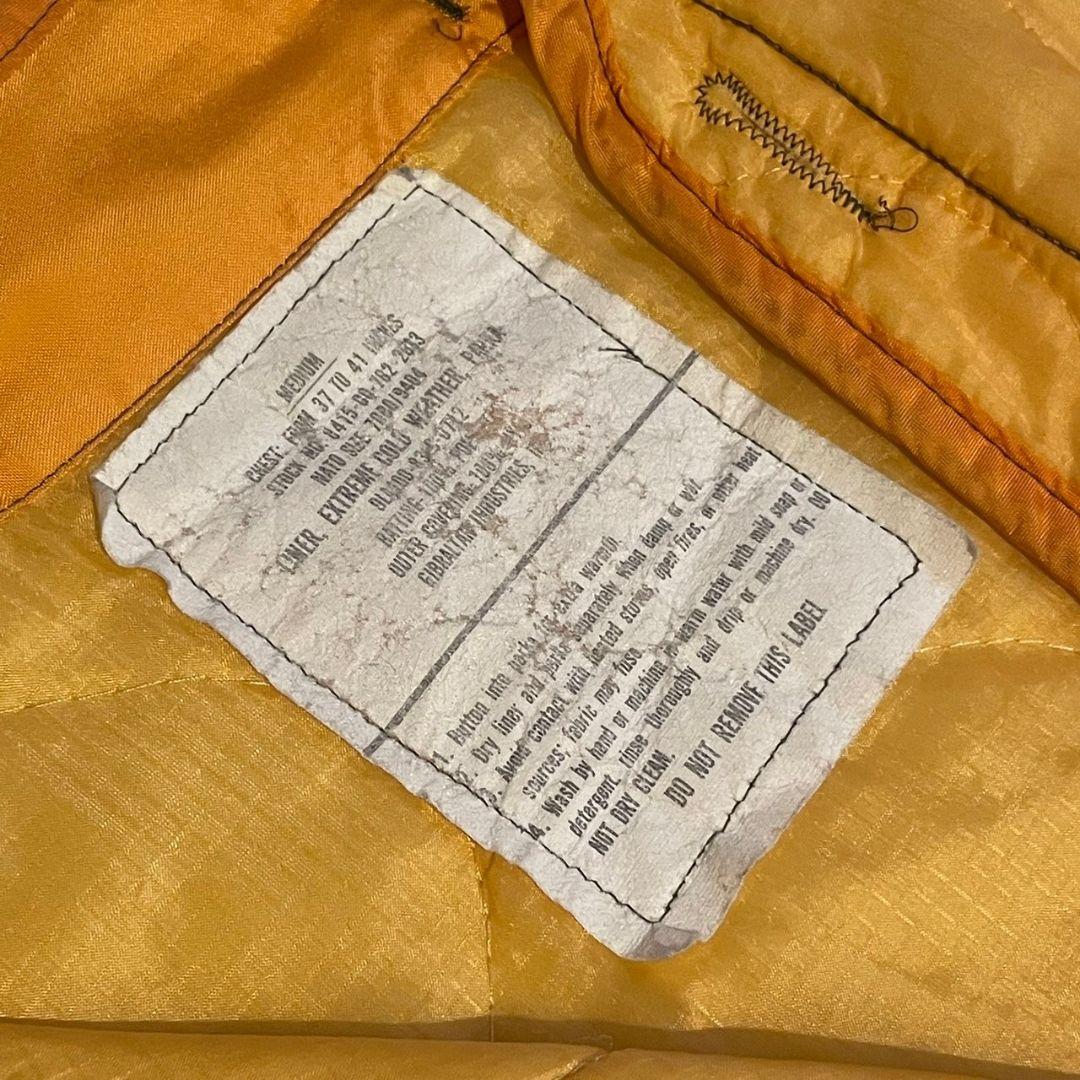 MEDIUM
CHEST: FROM 37 TO 41 INCHES
STOCK NO. 8415-00-782-2883
NATO SIZE: 7080/9404
LINER, EXTREME COLD WEATHER, PARKA
BATTING-100%
OUTER COVERING-100%
GIBRALTAR INDUSTRIES,
1. Button into parka for extra warmth.
2. Dry liner and parka separately when damp or wet.
3. Avoid contact with heated stoves, open fires, or other heat
sources; fabric may fuse.
4. Wash by hand or machine in warm water with mild soap or
detergent, rinse thoroughly and drip or machine dry. DO
NOT DRY CLEAN.
DO NOT REMOVE THIS LABEL